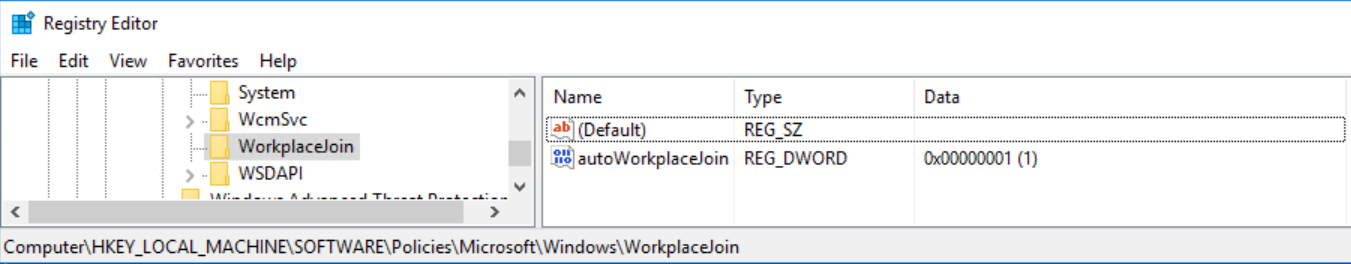 Registry Editor
File Edit View Favorites Help
System
WcmSvc
WorkplaceJoin
WSDAPI
Windows Advanced Threat Protection
Name Type Data
(Default) REG_SZ
autoWorkplaceJoin REG_DWORD 0x00000001 (1)
Computer\HKEY_LOCAL_MACHINE\SOFTWARE\Policies\Microsoft\Windows\WorkplaceJoin